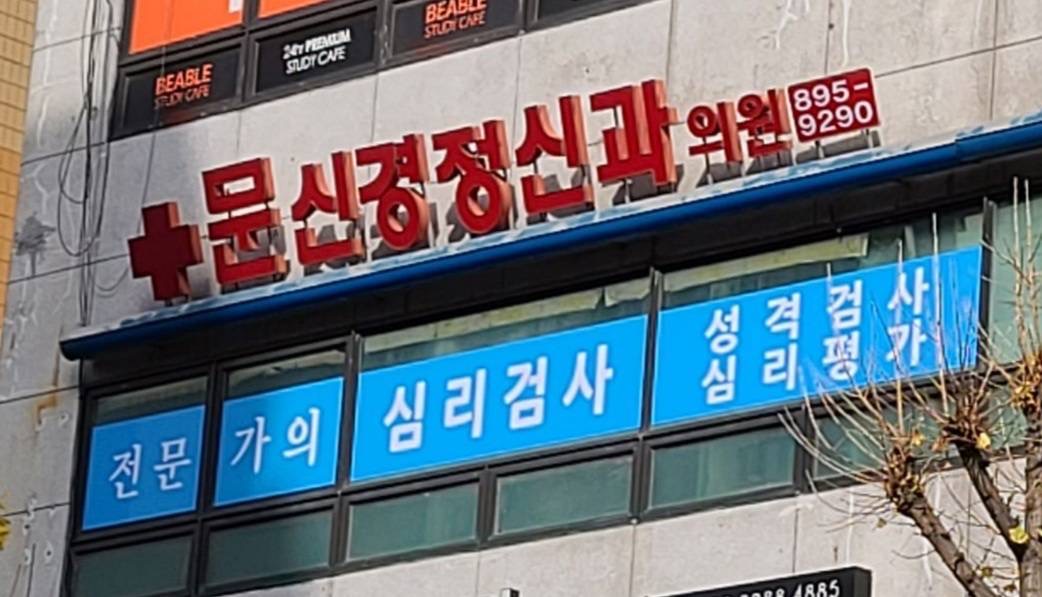 BEABLE
STUDY CAFE
24hr PREMIUM
STUDY CAFE
BEABLE
STUDY CAFE
문신경정신과의원
895-
9290
전문가의
심리검사
성격검사
심리평가
4885